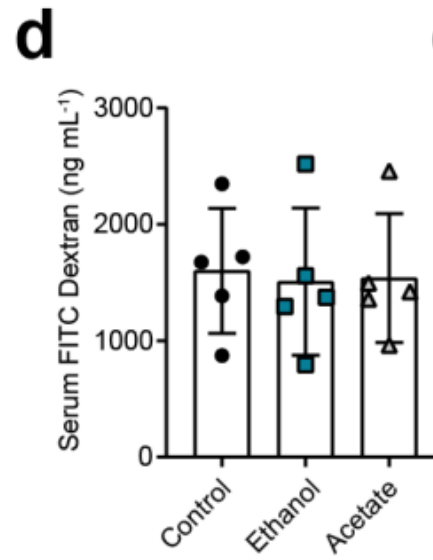 d
Serum FITC Dextran (ng mL⁻¹)
3000
2000
1000
0
Control
Ethanol
Acetate